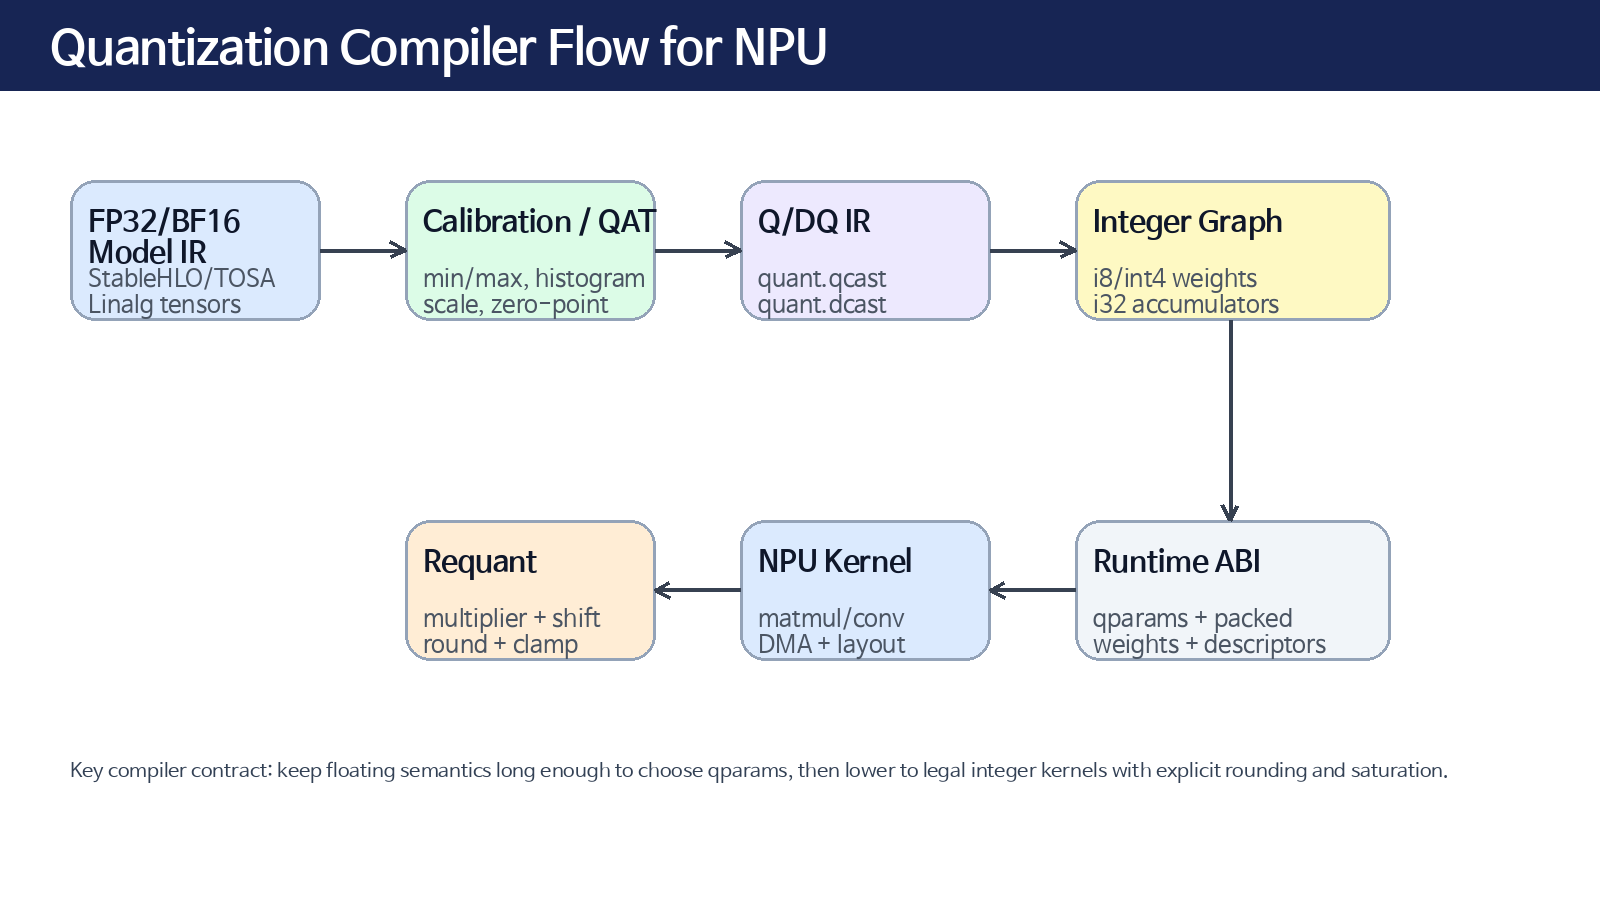 Quantization Compiler Flow for NPU
FP32/BF16
Model IR
StableHLO/TOSA
Linalg tensors
Calibration / QAT
min/max, histogram
scale, zero-point
Q/DQ IR
quant.qcast
quant.dcast
Integer Graph
i8/int4 weights
i32 accumulators
Requant
multiplier + shift
round + clamp
NPU Kernel
matmul/conv
DMA + layout
Runtime ABI
qparams + packed
weights + descriptors
Key compiler contract: keep floating semantics long enough to choose qparams, then lower to legal integer kernels with explicit rounding and saturation.